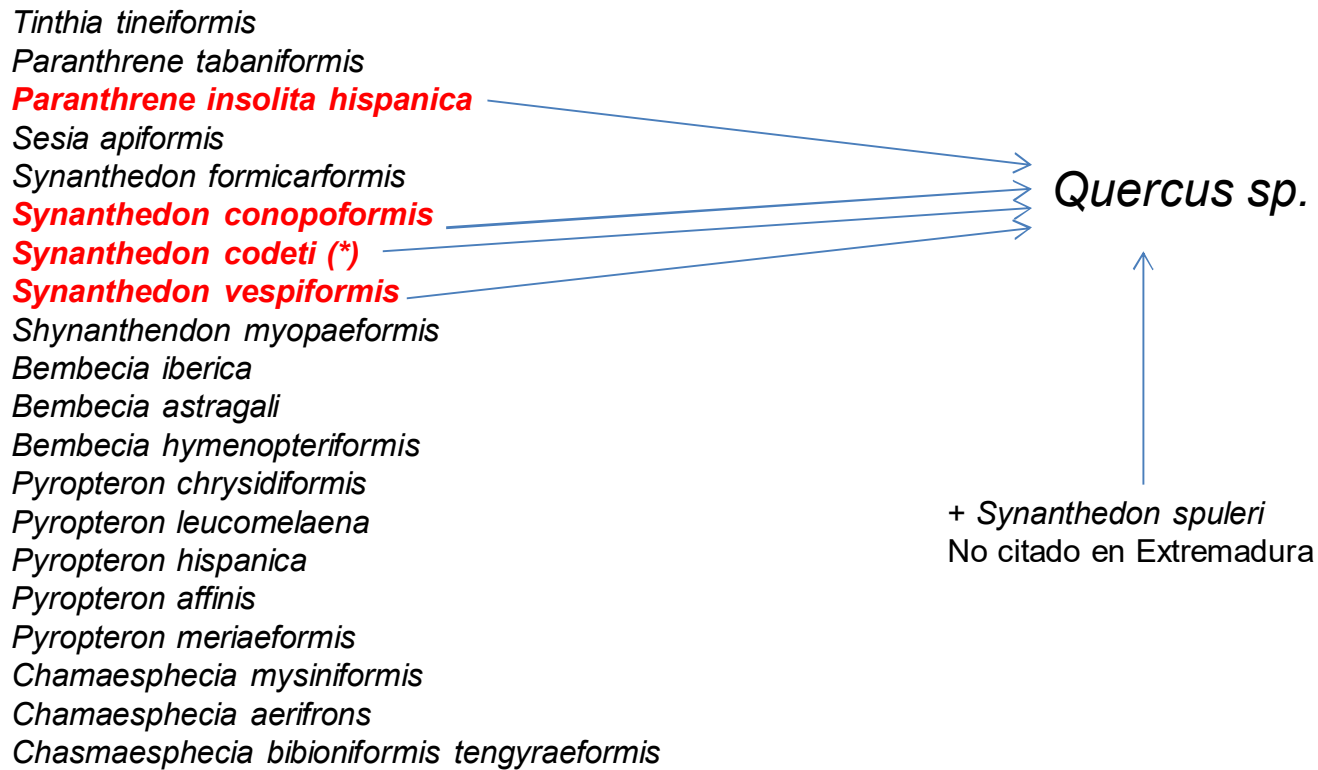 Tinthia tineiformis
Paranthrene tabaniformis
Paranthrene insolita hispanica
Sesia apiformis
Synanthedon formicarformis
Synanthedon conopoformis
Synanthedon codeti (*)
Synanthedon vespiformis
Shynanthendon myopaeformis
Bembecia iberica
Bembecia astragali
Bembecia hymenopteriformis
Pyropteron chrysidiformis
Pyropteron leucomelaena
Pyropteron hispanica
Pyropteron affinis
Pyropteron meriaeformis
Chamaesphecia mysiniformis
Chamaesphecia aerifrons
Chasmaesphecia bibioniformis tengyraeformis
Quercus sp.
+ Synanthedon spuleri
No citado en Extremadura